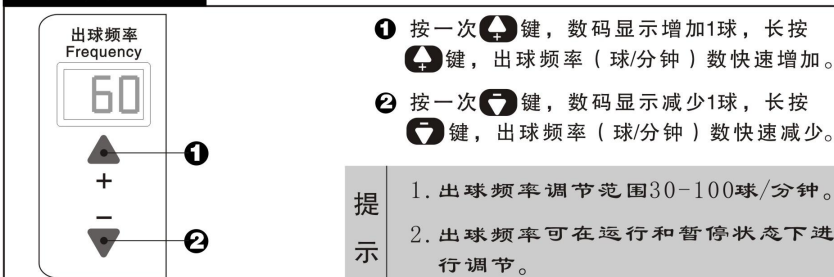 出球频率
Frequency
60
+
−
❶
❷
❶ 按一次键，数码显示增加1球，长按
键，出球频率（球/分钟）数快速增加。
❷ 按一次键，数码显示减少1球，长按
键，出球频率（球/分钟）数快速减少。
提示
1.出球频率调节范围30-100球/分钟。
2.出球频率可在运行和暂停状态下进
行调节。